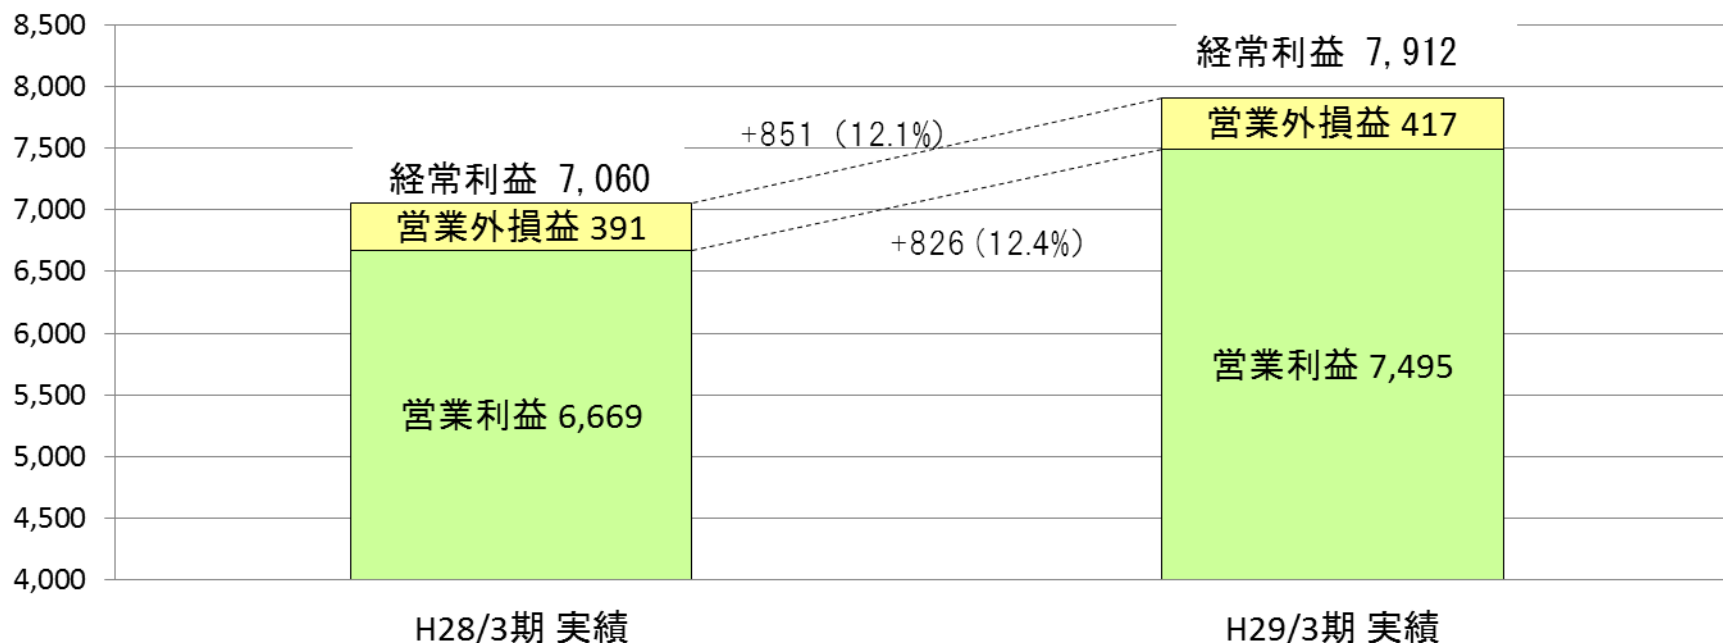 8,500
8,000
7,500
7,000
6,500
6,000
5,500
5,000
4,500
4,000
経常利益 7,060
営業外損益 391
営業利益 6,669
+851 (12.1%)
+826 (12.4%)
経常利益 7,912
営業外損益 417
営業利益 7,495
H28/3期 実績
H29/3期 実績